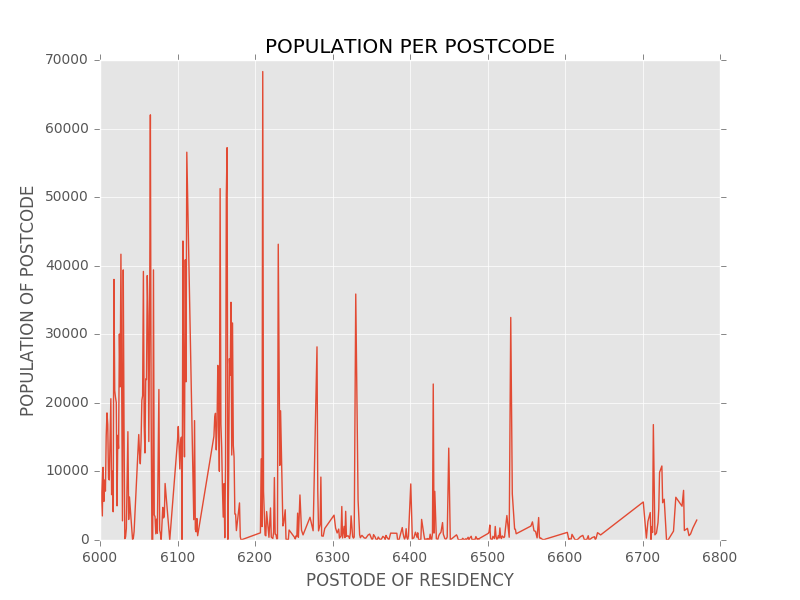 POPULATION PER POSTCODE
70000
60000
50000
40000
30000
20000
10000
0
6000 6100 6200 6300 6400 6500 6600 6700 6800
POPULATION OF POSTCODE
POSTODE OF RESIDENCY